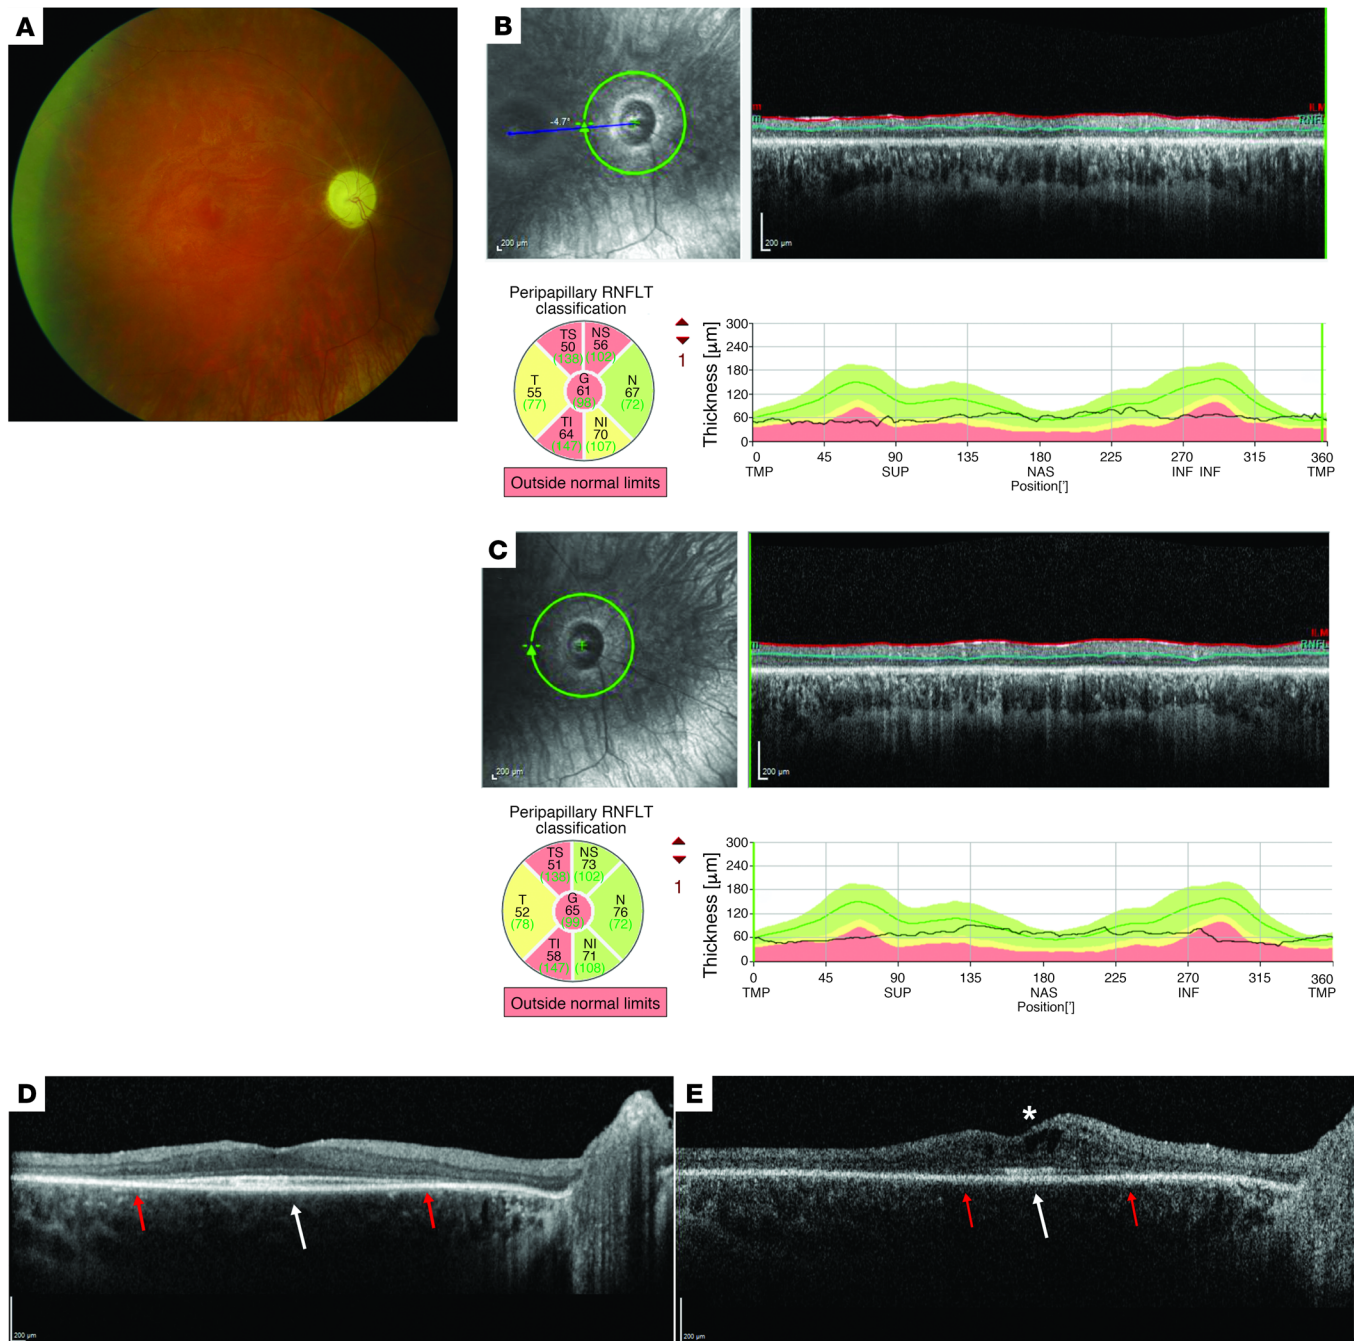 A
B
-4.7°
200 µm
ILM
RNFL
200 µm
Peripapillary RNFLT
classification
TS
50
(138)
NS
56
(102)
T
55
(77)
G
61
N
67
(72)
TI
64
(147)
NI
70
(107)
Outside normal limits
1
Thickness [µm]
300
240
180
120
60
0
0
45
90
135
180
225
270
315
360
TMP
SUP
NAS
INF INF
TMP
Position[']
C
200 µm
ILM
RNFL
200 µm
Peripapillary RNFLT
classification
TS
51
(138)
NS
73
(102)
T
52
(78)
G
65
N
76
(72)
TI
58
(147)
NI
71
(108)
Outside normal limits
1
Thickness [µm]
300
240
180
120
60
0
0
45
90
135
180
225
270
315
360
TMP
SUP
NAS
INF
TMP
Position[']
D
200 µm
E
*
200 µm